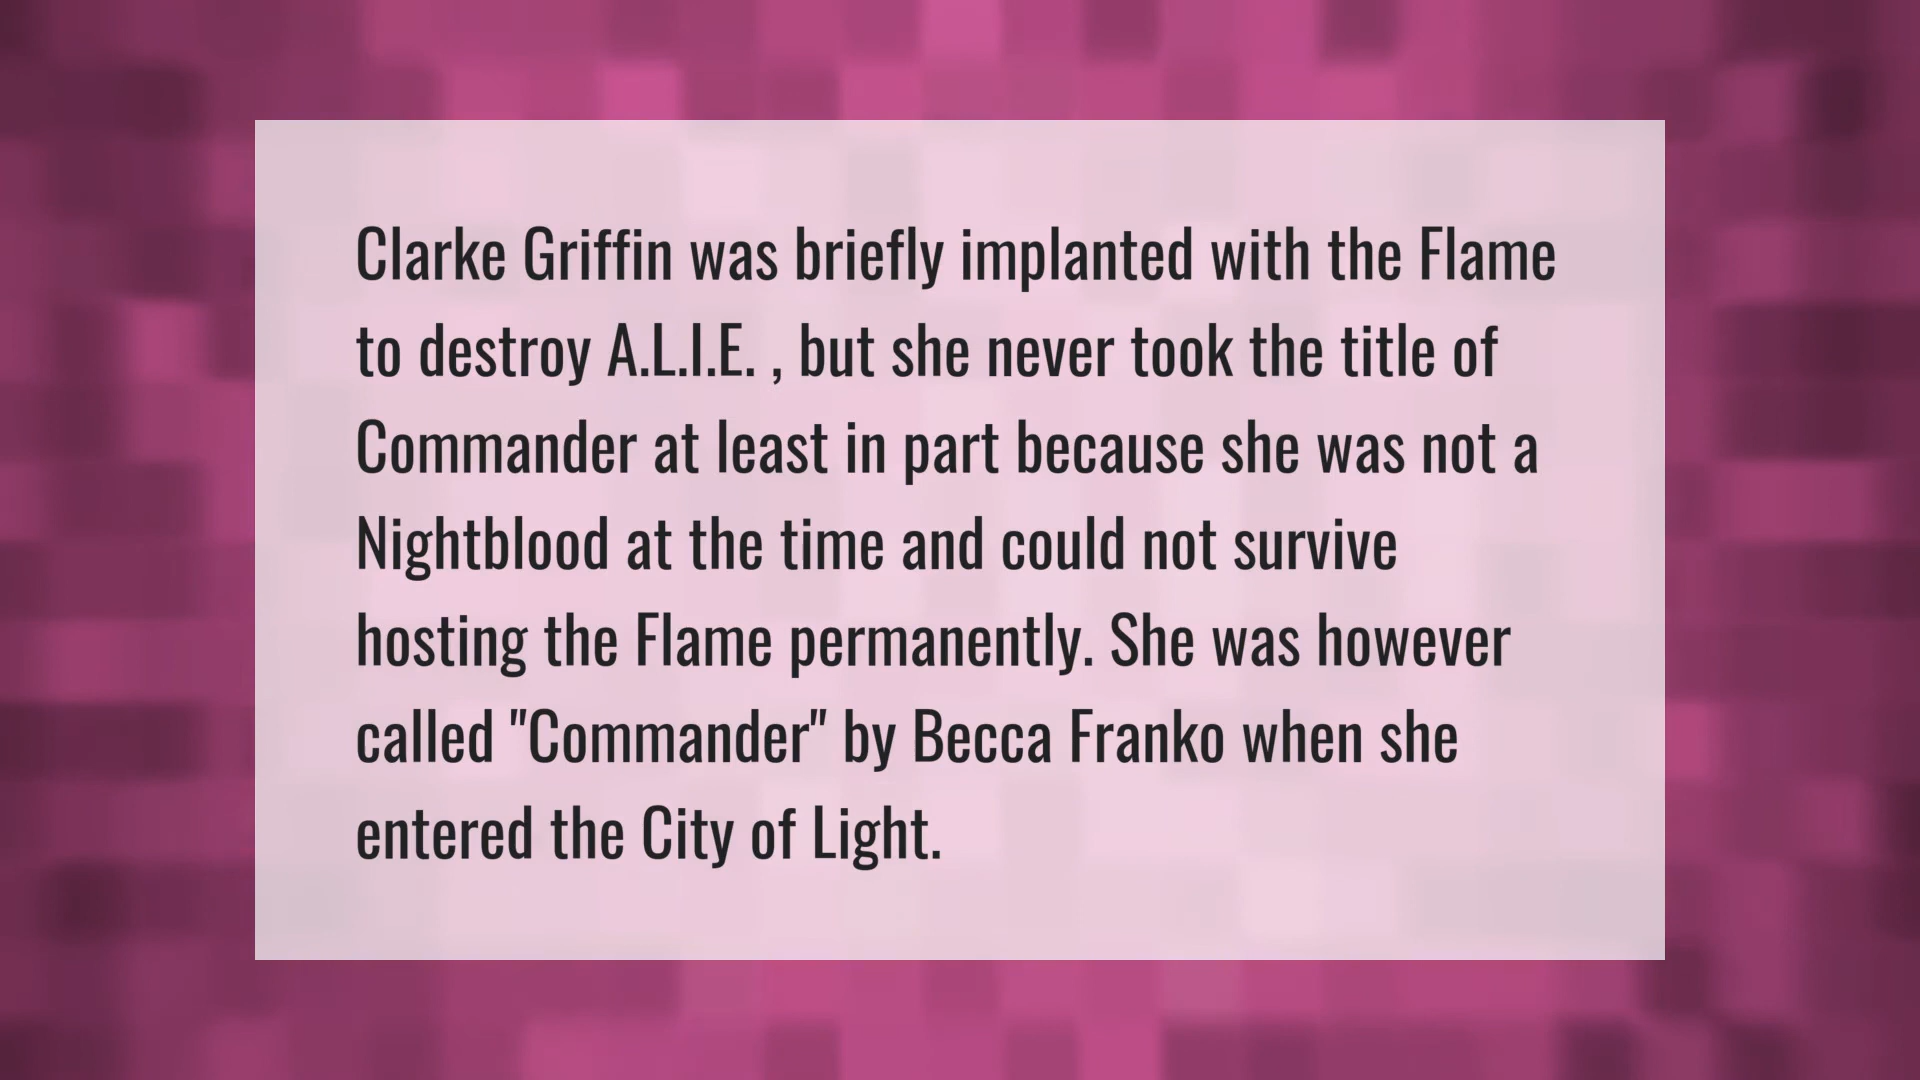 Clarke Griffin was briefly implanted with the Flame
to destroy A.L.I.E. , but she never took the title of
Commander at least in part because she was not a
Nightblood at the time and could not survive
hosting the Flame permanently. She was however
called "Commander" by Becca Franko when she
entered the City of Light.